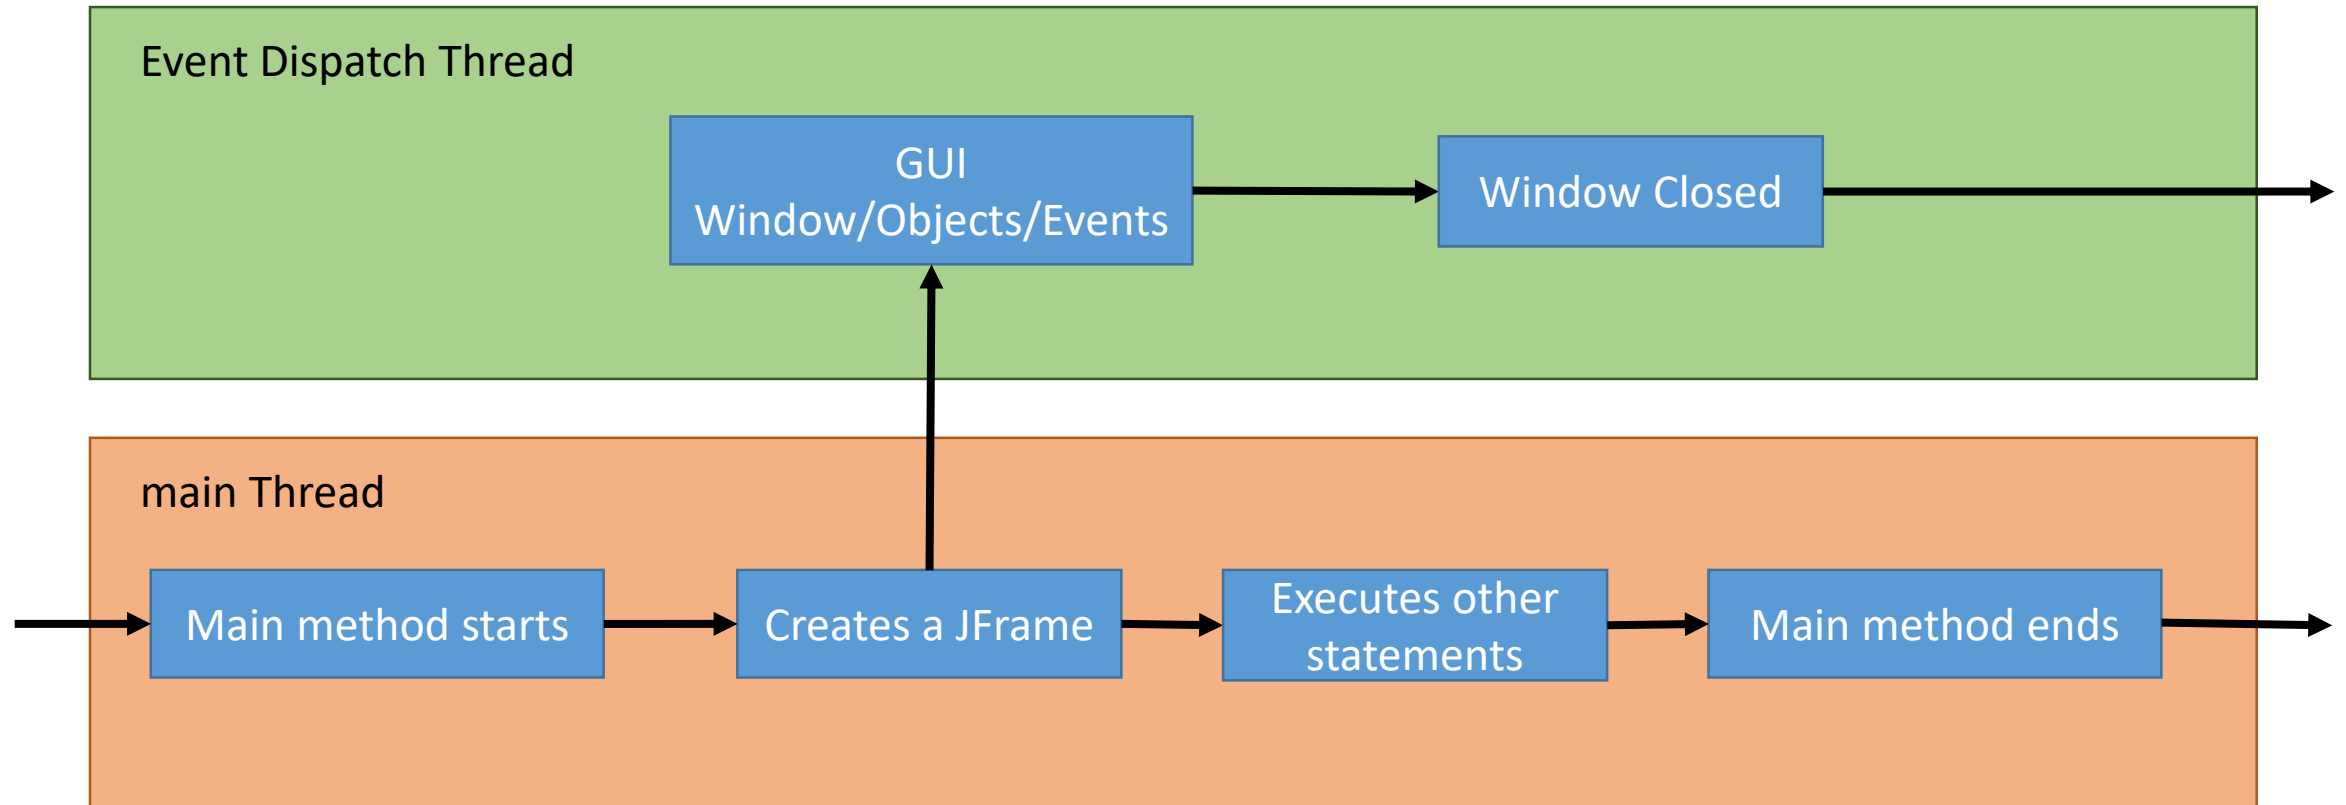 Event Dispatch Thread
GUI
Window/Objects/Events
Window Closed
main Thread
Main method starts
Creates a JFrame
Executes other
statements
Main method ends